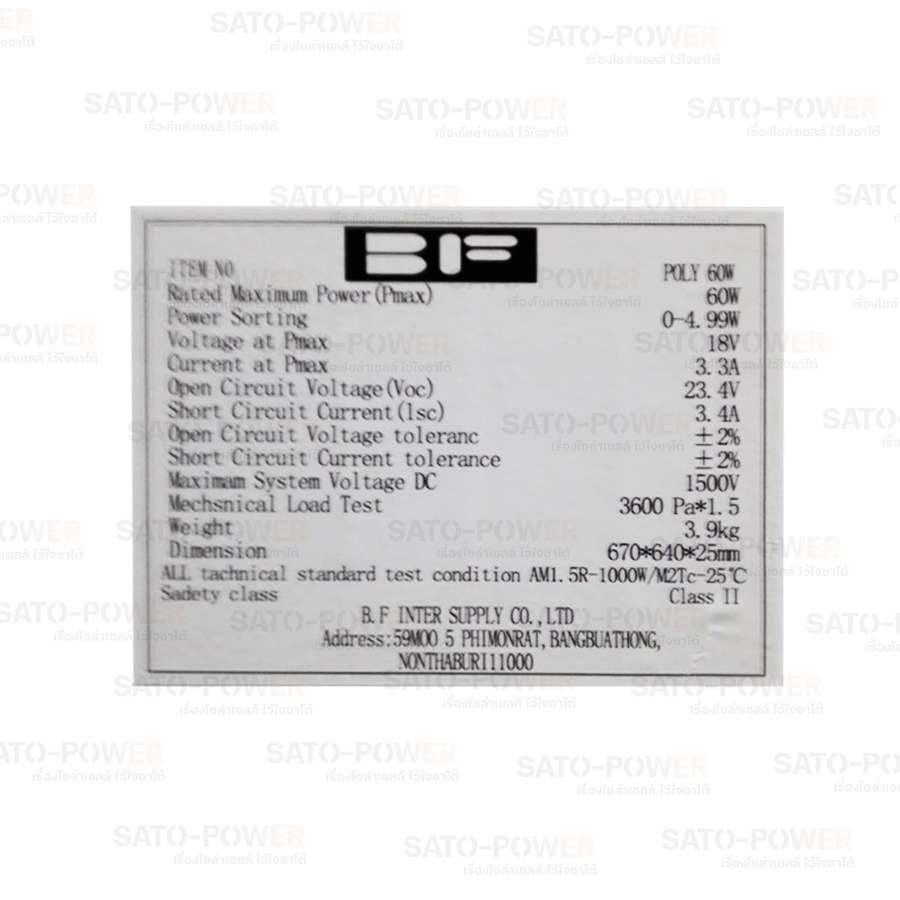 BF
ITEM NO POLY 60W
Rated Maximum Power(Pmax) 60W
Power Sorting 0-4.99W
Voltage at Pmax 18V
Current at Pmax 3.3A
Open Circuit Voltage(Voc) 23.4V
Short Circuit Current(lsc) 3.4A
Open Circuit Voltage toleranc ±2%
Short Circuit Current tolerance ±2%
Maximam System Voltage DC 1500V
Mechsnical Load Test 3600 Pa*1.5
Weight 3.9kg
Dimension 670*640*25mm
ALL tachnical standard test condition AM1.5R-1000W/M2Tc-25℃
Sadety class Class II
B.F INTER SUPPLY CO.,LTD
Address:59MOO 5 PHIMONRAT, BANGBUATHONG,
NONTHABURI11000
SATO-POWER
เรื่องโซล่าเซลล์ ไว้ใจซาโต้